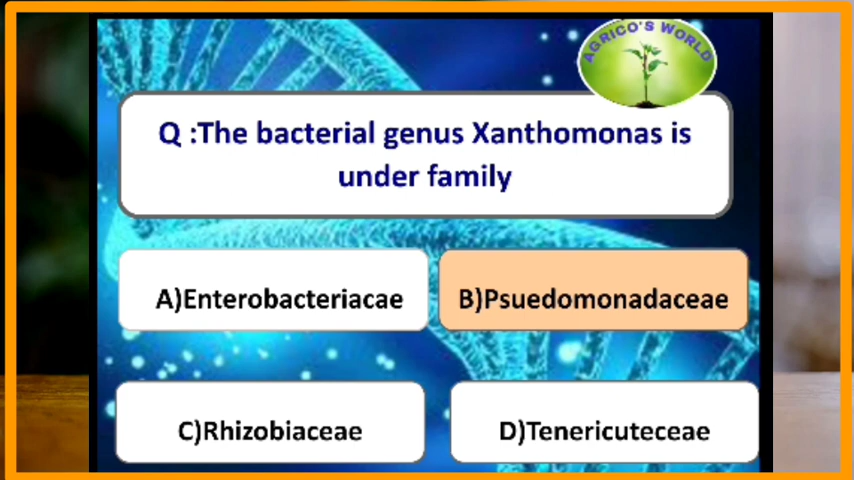 AGRICO'S WORLD
Q :The bacterial genus Xanthomonas is
under family
A)Enterobacteriacae
B)Psuedomonadaceae
C)Rhizobiaceae
D)Tenericuteceae